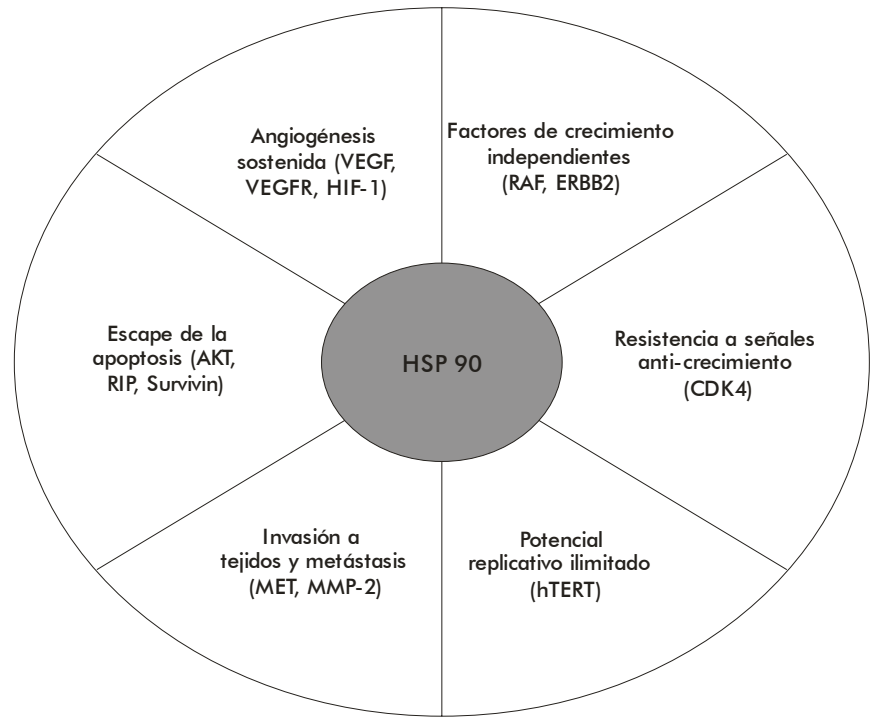 Angiogénesis
sostenida (VEGF,
VEGFR, HIF-1)
Factores de crecimiento
independientes
(RAF, ERBB2)
Escape de la
apoptosis (AKT,
RIP, Survivin)
HSP 90
Resistencia a señales
anti-crecimiento
(CDK4)
Invasión a
tejidos y metástasis
(MET, MMP-2)
Potencial
replicativo ilimitado
(hTERT)